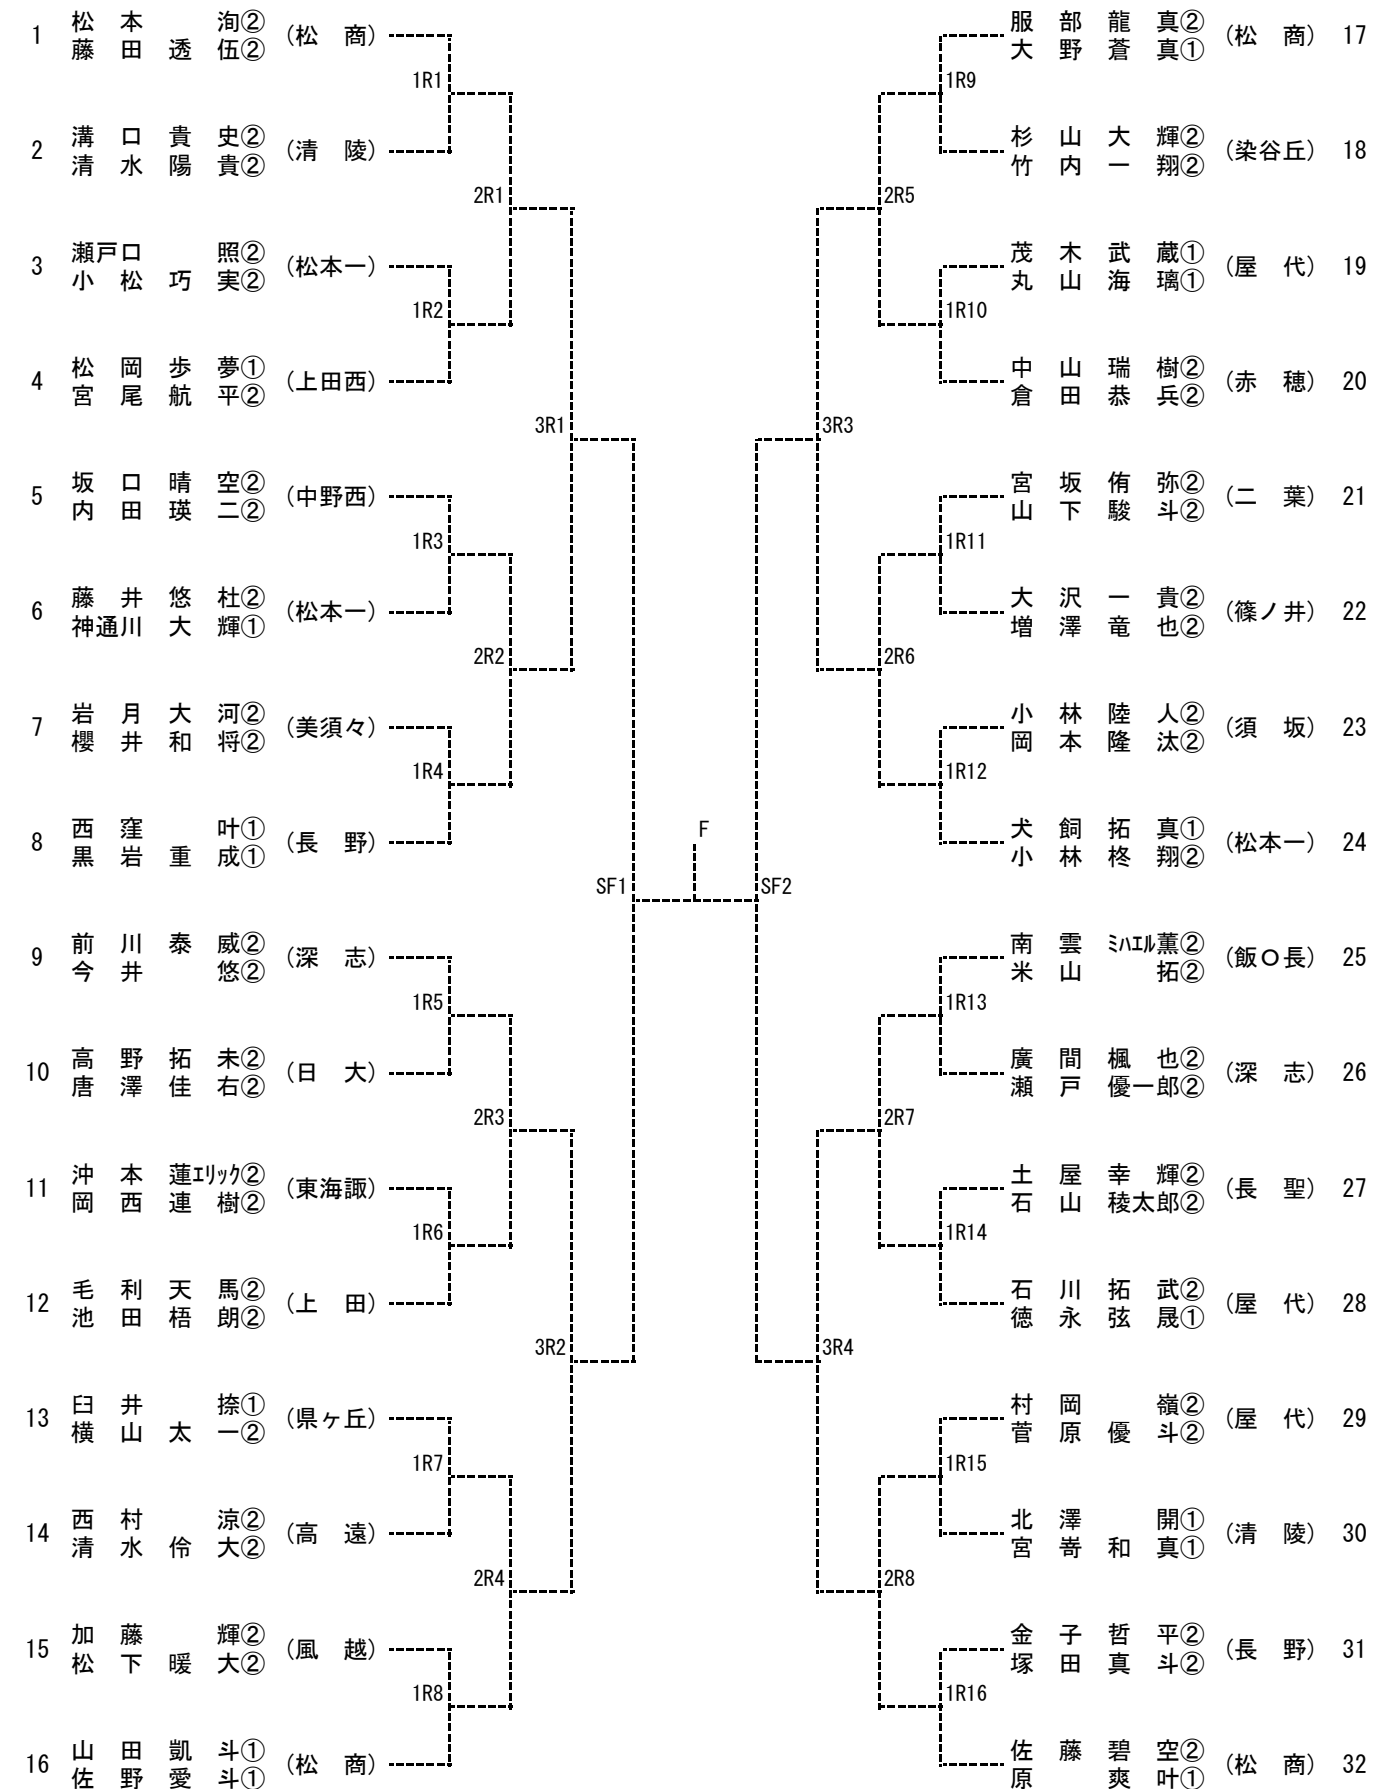 1 松本 洵② (松 商)
藤田透伍②
1R1
2 溝口貴史② (清 陵)
清水陽貴②
2R1
3 瀬戸口 照② (松本一)
小松巧実②
1R2
4 松岡歩夢① (上田西)
宮尾航平②
3R1
5 坂口晴空② (中野西)
内田瑛二②
1R3
6 藤井悠杜② (松本一)
神通川大輝①
2R2
7 岩月大河② (美須々)
櫻井和将②
1R4
8 西窪 叶① (長 野)
黒岩重成①
SF1
9 前川泰威② (深 志)
今井 悠②
1R5
10 高野拓未② (日 大)
唐澤佳右②
2R3
11 沖本蓮ｴﾘｯｸ② (東海諏)
岡西連樹②
1R6
12 毛利天馬② (上 田)
池田梧朗②
3R2
13 臼井 捺① (県ヶ丘)
横山太一②
1R7
14 西村 涼② (高 遠)
清水伶大②
2R4
15 加藤 輝② (風 越)
松下暖大②
1R8
16 山田凱斗① (松 商)
佐野愛斗①
F
服部龍真② (松 商) 17
大野蒼真①
1R9
杉山大輝② (染谷丘) 18
竹内一翔②
2R5
茂木武蔵① (屋 代) 19
丸山海璃①
1R10
中山瑞樹② (赤 穂) 20
倉田恭兵②
3R3
宮坂侑弥② (二 葉) 21
山下駿斗②
1R11
大沢一貴② (篠ノ井) 22
増澤竜也②
2R6
小林陸人② (須 坂) 23
岡本隆汰②
1R12
犬飼拓真① (松本一) 24
小林柊翔②
SF2
南雲ﾐﾊｴﾙ薫② (飯O長) 25
米山 拓②
1R13
廣間楓也② (深 志) 26
瀬戸優一郎②
2R7
土屋幸輝② (長 聖) 27
石山稜太郎②
1R14
石川拓武② (屋 代) 28
徳永弦晟①
3R4
村岡 嶺② (屋 代) 29
菅原優斗②
1R15
北澤 開① (清 陵) 30
宮嵜和真①
2R8
金子哲平② (長 野) 31
塚田真斗②
1R16
佐藤碧空② (松 商) 32
原 爽叶①